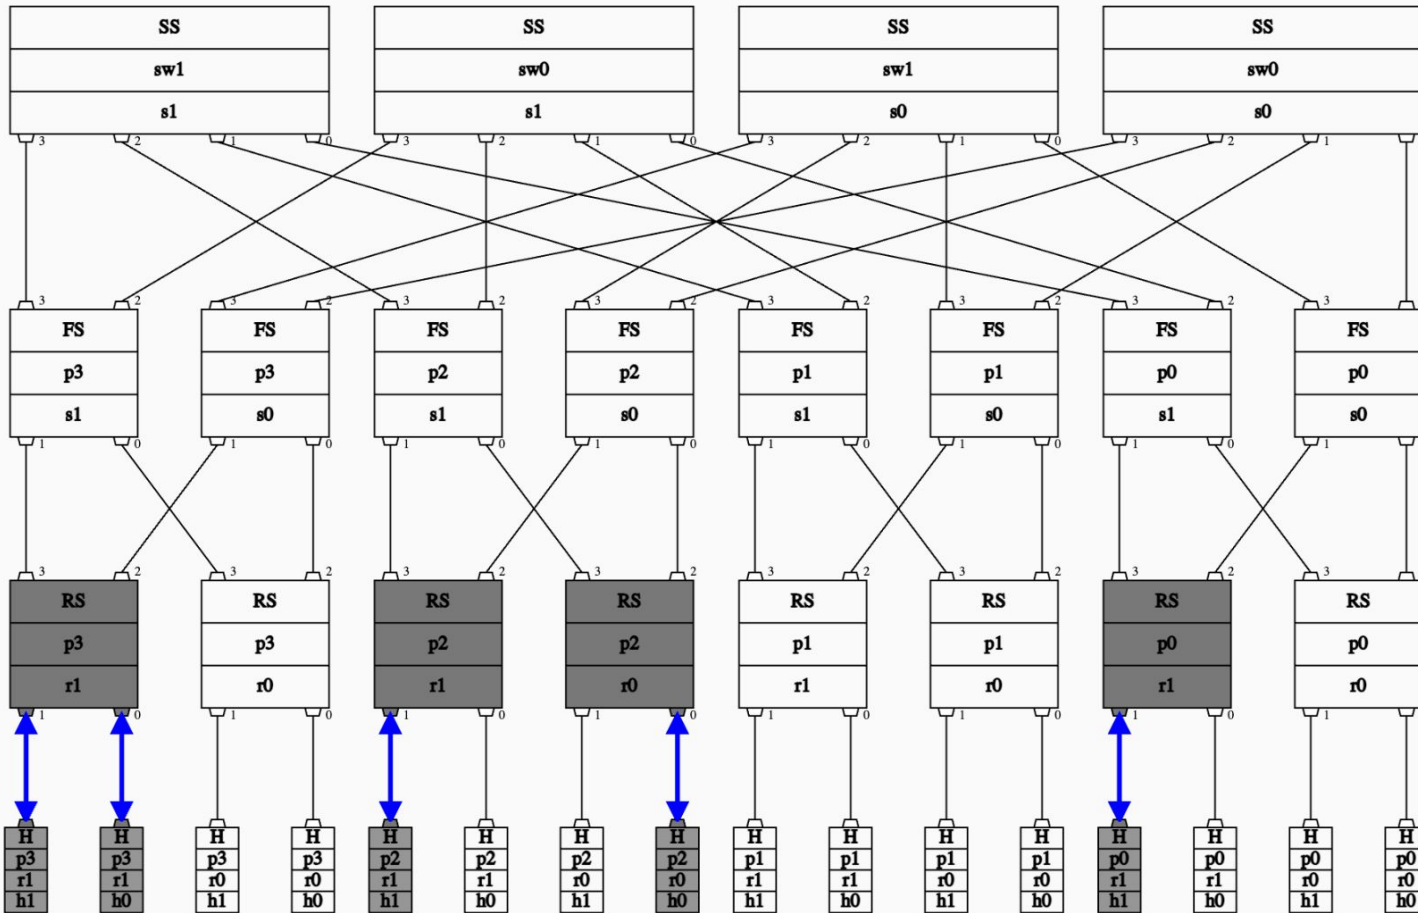 SS SS SS SS
sw1 sw0 sw1 sw0
s1 s1 s0 s0
3 2 1 0 3 2 1 0 3 2 1 0 3 2 1
3 2 3 2 3 2 3 2 3 2 3 2 3 2 3
FS FS FS FS FS FS FS FS
p3 p3 p2 p2 p1 p1 p0 p0
s1 s0 s1 s0 s1 s0 s1 s0
1 0 1 0 1 0 1 0 1 0 1 0 1 0 1
3 2 3 2 3 2 3 2 3 2 3 2 3 2 3
RS RS RS RS RS RS RS RS
p3 p3 p2 p2 p1 p1 p0 p0
r1 r0 r1 r0 r1 r0 r1 r0
1 0 1 0 1 0 1 0 1 0 1 0 1 0 1
H H H H H H H H H H H H H H H H
p3 p3 p3 p3 p2 p2 p2 p2 p1 p1 p1 p1 p0 p0 p0 p0
r1 r1 r0 r0 r1 r1 r0 r0 r1 r1 r0 r0 r1 r1 r0 r0
h1 h0 h1 h0 h1 h0 h1 h0 h1 h0 h1 h0 h1 h0 h1 h0